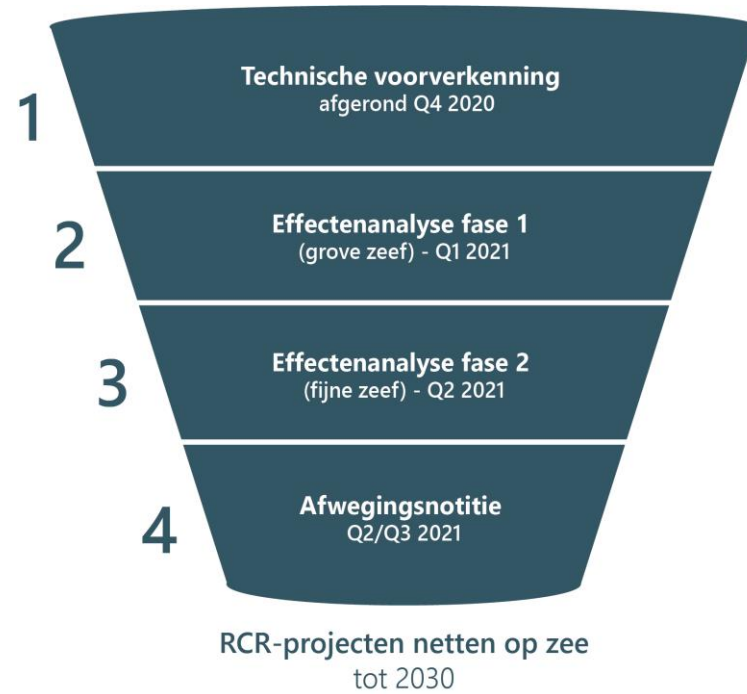 1
Technische voorverkenning
afgerond Q4 2020
2
Effectenanalyse fase 1
(grove zeef) - Q1 2021
3
Effectenanalyse fase 2
(fijne zeef) - Q2 2021
4
Afwegingsnotitie
Q2/Q3 2021
RCR-projecten netten op zee
tot 2030